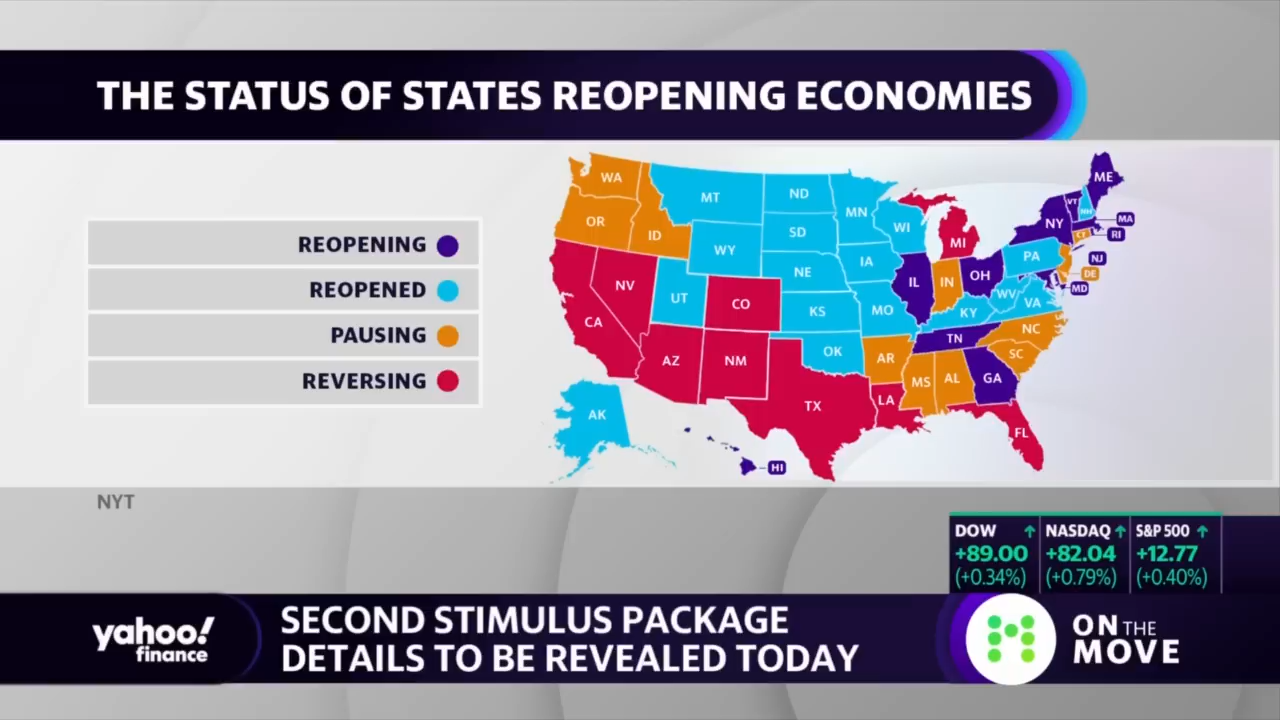 THE STATUS OF STATES REOPENING ECONOMIES
REOPENING
REOPENED
PAUSING
REVERSING
WA
OR
ID
MT
ND
MN
WI
MI
ME
VT
NH
NY
MA
RI
CT
PA
NJ
DE
MD
SD
WY
IA
NE
NV
UT
CO
KS
MO
IL
IN
OH
WV
VA
KY
CA
AZ
NM
OK
AR
TN
NC
SC
TX
LA
MS
AL
GA
FL
AK
HI
NYT
DOW
+89.00
(+0.34%)
NASDAQ
+82.04
(+0.79%)
S&P 500
+12.77
(+0.40%)
yahoo!
finance
SECOND STIMULUS PACKAGE
DETAILS TO BE REVEALED TODAY
ON THE
MOVE